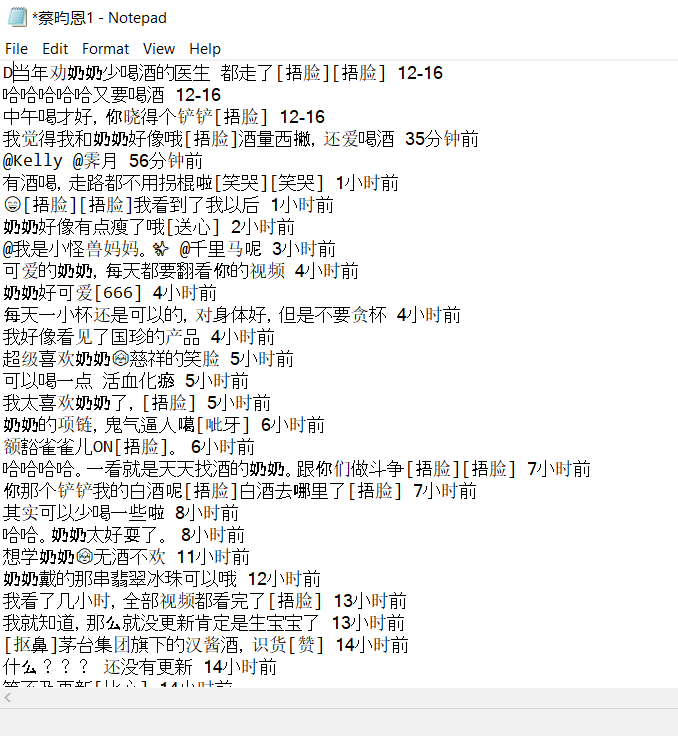 *蔡昀恩1 - Notepad
File Edit Format View Help
D当年劝奶奶少喝酒的医生 都走了[捂脸][捂脸] 12-16
哈哈哈哈哈又要喝酒 12-16
中午喝才好，你晓得个铲铲[捂脸] 12-16
我觉得我和奶奶好像哦[捂脸]酒量西撇，还爱喝酒 35分钟前
@Kelly @霁月 56分钟前
有酒喝，走路都不用拐棍啦[笑哭][笑哭] 1小时前
😄[捂脸][捂脸]我看到了我以后 1小时前
奶奶好像有点瘦了哦[送心] 2小时前
@我是小怪兽妈妈。✨ @千里马呢 3小时前
可爱的奶奶，每天都要翻看你的视频 4小时前
奶奶好可爱[666] 4小时前
每天一小杯还是可以的，对身体好，但是不要贪杯 4小时前
我好像看见了国珍的产品 4小时前
超级喜欢奶奶😁慈祥的笑脸 5小时前
可以喝一点 活血化瘀 5小时前
我太喜欢奶奶了，[捂脸] 5小时前
奶奶的项链，鬼气逼人噶[呲牙] 6小时前
额豁雀雀儿ON[捂脸]。 6小时前
哈哈哈哈。一看就是天天找酒的奶奶。跟你们做斗争[捂脸][捂脸] 7小时前
你那个铲铲我的白酒呢[捂脸]白酒去哪里了[捂脸] 7小时前
其实可以少喝一些啦 8小时前
哈哈。奶奶太好耍了。 8小时前
想学奶奶😁无酒不欢 11小时前
奶奶戴的那串翡翠冰珠可以哦 12小时前
我看了几小时，全部视频都看完了[捂脸] 13小时前
我就知道，那么就没更新肯定是生宝宝了 13小时前
[抠鼻]茅台集团旗下的汉酱酒，识货[赞] 14小时前
什么？？？ 还没有更新 14小时前